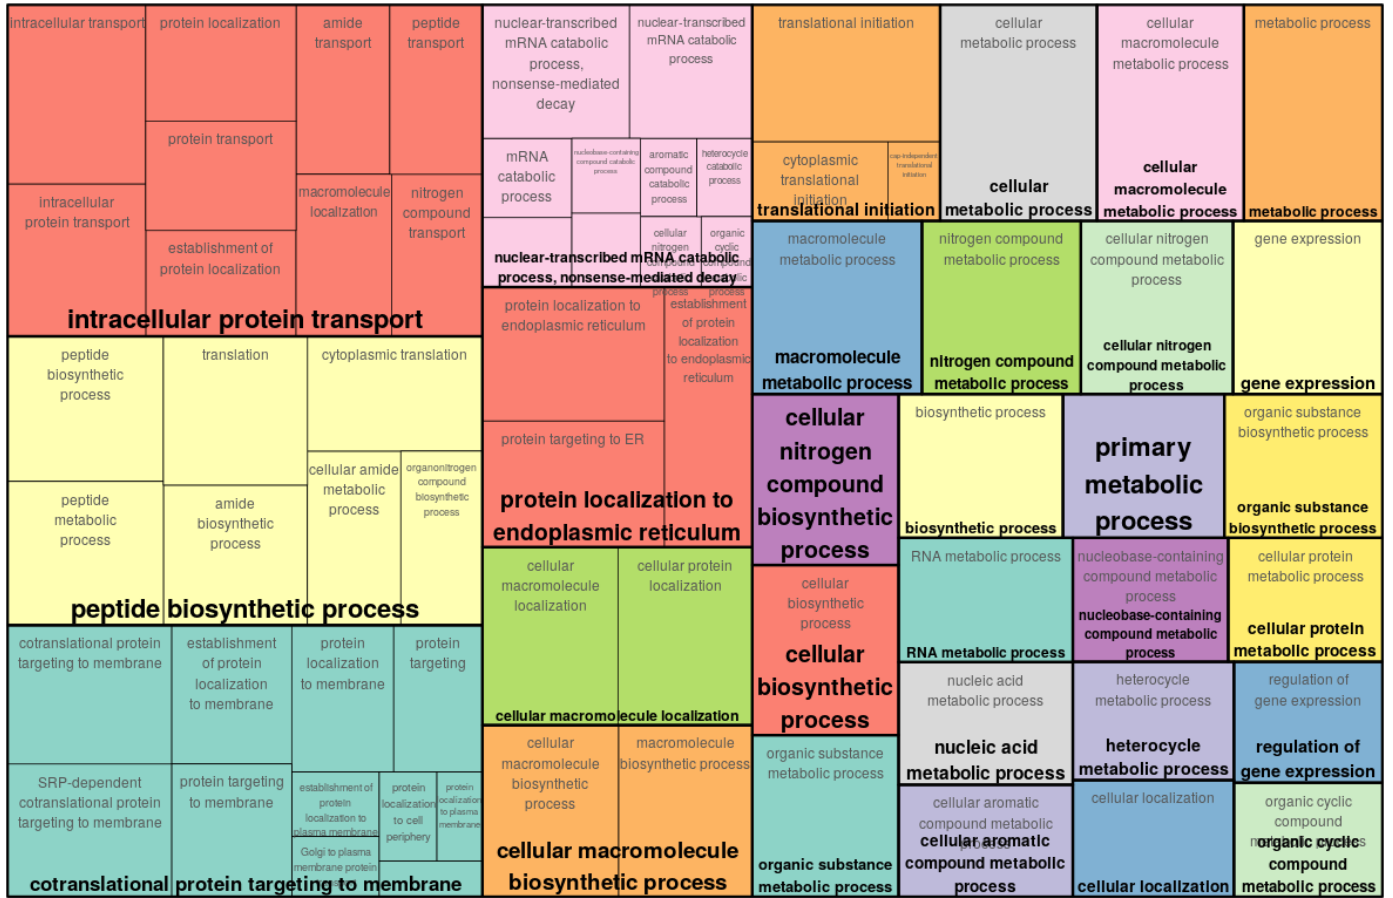 intracellular transport
protein localization
amide
transport
peptide
transport
protein transport
intracellular
protein transport
macromolecule
localization
nitrogen
compound
transport
establishment of
protein localization
intracellular protein transport
peptide
biosynthetic
process
translation
cytoplasmic translation
peptide
metabolic
process
amide
biosynthetic
process
cellular amide
metabolic
process
organonitrogen
compound
biosynthetic
process
peptide biosynthetic process
cotranslational protein
targeting to membrane
establishment
of protein
localization
to membrane
protein
localization
to membrane
protein
targeting
SRP-dependent
cotranslational protein
targeting to membrane
protein targeting
to membrane
establishment of
protein
localization to
plasma membrane
protein
localization
to cell
periphery
protein
localization
to plasma
membrane
Golgi to plasma
membrane protein
cotranslational protein targeting to membrane
nuclear-transcribed
mRNA catabolic
process,
nonsense-mediated
decay
nuclear-transcribed
mRNA catabolic
process
mRNA
catabolic
process
nucleobase-containing
compound catabolic
process
aromatic
compound
catabolic
process
heterocycle
catabolic
process
cellular
nitrogen
compound
process
organic
cyclic
compound
process
nuclear-transcribed mRNA catabolic
process, nonsense-mediated decay
protein localization to
endoplasmic reticulum
establishment
of protein
localization
to endoplasmic
reticulum
protein targeting to ER
protein localization to
endoplasmic reticulum
cellular
macromolecule
localization
cellular protein
localization
cellular macromolecule localization
cellular
macromolecule
biosynthetic
process
macromolecule
biosynthetic process
cellular macromolecule
biosynthetic process
translational initiation
cytoplasmic
translational
initiation
cap-independent
translational
initiation
translational initiation
cellular
metabolic process
cellular
metabolic process
cellular
macromolecule
metabolic process
cellular
macromolecule
metabolic process
metabolic process
metabolic process
macromolecule
metabolic process
macromolecule
metabolic process
nitrogen compound
metabolic process
nitrogen compound
metabolic process
cellular nitrogen
compound metabolic
process
cellular nitrogen
compound metabolic
process
gene expression
gene expression
cellular
nitrogen
compound
biosynthetic
process
biosynthetic process
biosynthetic process
primary
metabolic
process
organic substance
biosynthetic process
organic substance
biosynthetic process
cellular
biosynthetic
process
cellular
biosynthetic
process
RNA metabolic process
RNA metabolic process
nucleobase-containing
compound metabolic
process
nucleobase-containing
compound metabolic
process
cellular protein
metabolic process
cellular protein
metabolic process
nucleic acid
metabolic process
nucleic acid
metabolic process
heterocycle
metabolic process
heterocycle
metabolic process
regulation of
gene expression
regulation of
gene expression
organic substance
metabolic process
organic substance
metabolic process
cellular aromatic
compound metabolic
process
cellular aromatic
compound metabolic
process
cellular localization
cellular localization
organic cyclic
compound
metabolic process
organic cyclic
compound
metabolic process